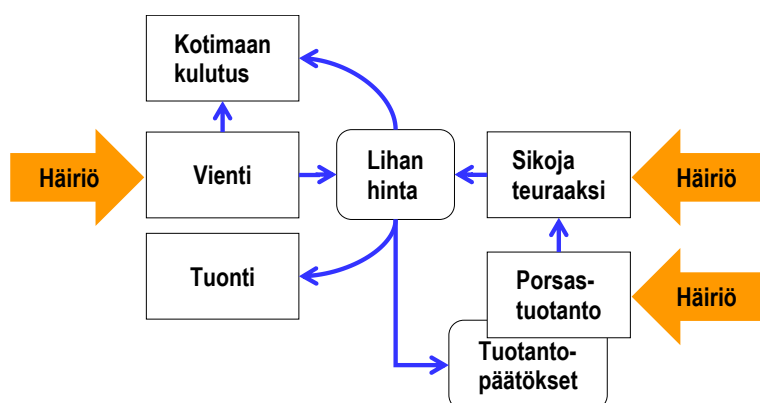 Kotimaan
kulutus
Häiriö
Vienti
Lihan
hinta
Sikoja
teuraaksi
Häiriö
Tuonti
Porsas-
tuotanto
Häiriö
Tuotanto-
päätökset